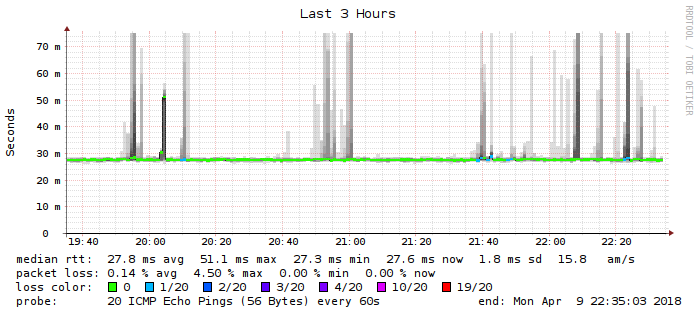 Last 3 Hours
RRDTOOL / TOBI OETIKER
Seconds
70 m
60 m
50 m
40 m
30 m
20 m
10 m
0
19:40 20:00 20:20 20:40 21:00 21:20 21:40 22:00 22:20
median rtt: 27.8 ms avg 51.1 ms max 27.3 ms min 27.6 ms now 1.8 ms sd 15.8 am/s
packet loss: 0.14 % avg 4.50 % max 0.00 % min 0.00 % now
loss color: 0 1/20 2/20 3/20 4/20 10/20 19/20
probe: 20 ICMP Echo Pings (56 Bytes) every 60s end: Mon Apr 9 22:35:03 2018